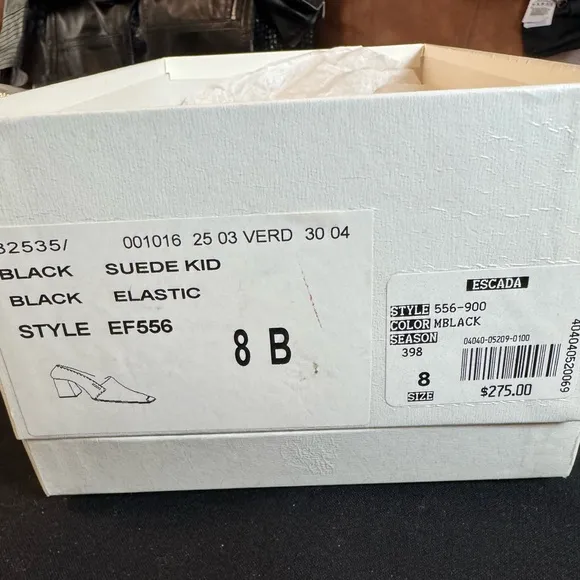 32535/ 001016 25 03 VERD 30 04
BLACK SUEDE KID
BLACK ELASTIC
STYLE EF556
8 B
ESCADA
STYLE 556-900
COLOR MBLACK
SEASON
398
04040-05209-0100
8
SIZE
$275.00
404040520069